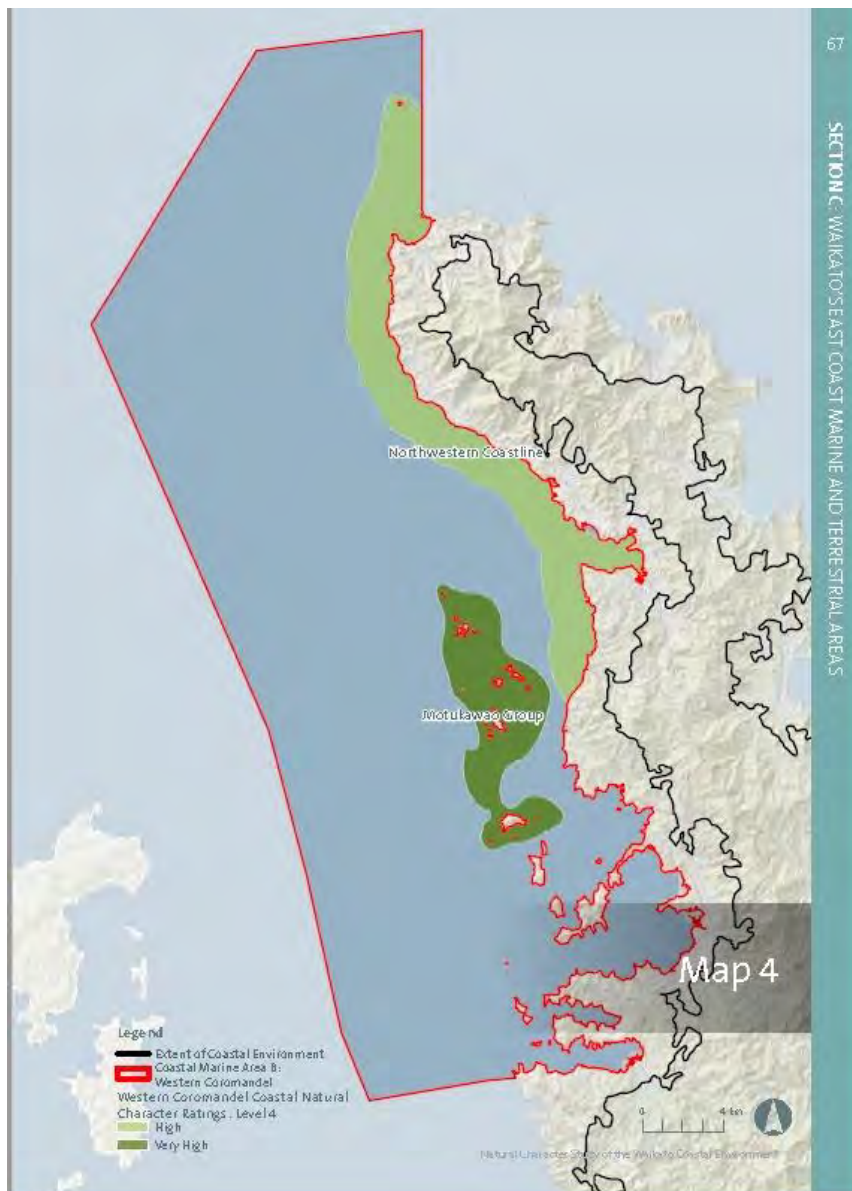 67
SECTION C: WAIKATO'S EAST COAST MARINE AND TERRESTRIAL AREAS
Northwestern Coastline
Motukawao Group
Map 4
Legend
Extent of Coastal Environment
Coastal Marine Area B:
Western Coromandel
Western Coromandel Coastal Natural
Character Ratings . Level 4
High
Very High
0 4 km
Natural Character Study of the Waikato Coastal Environment